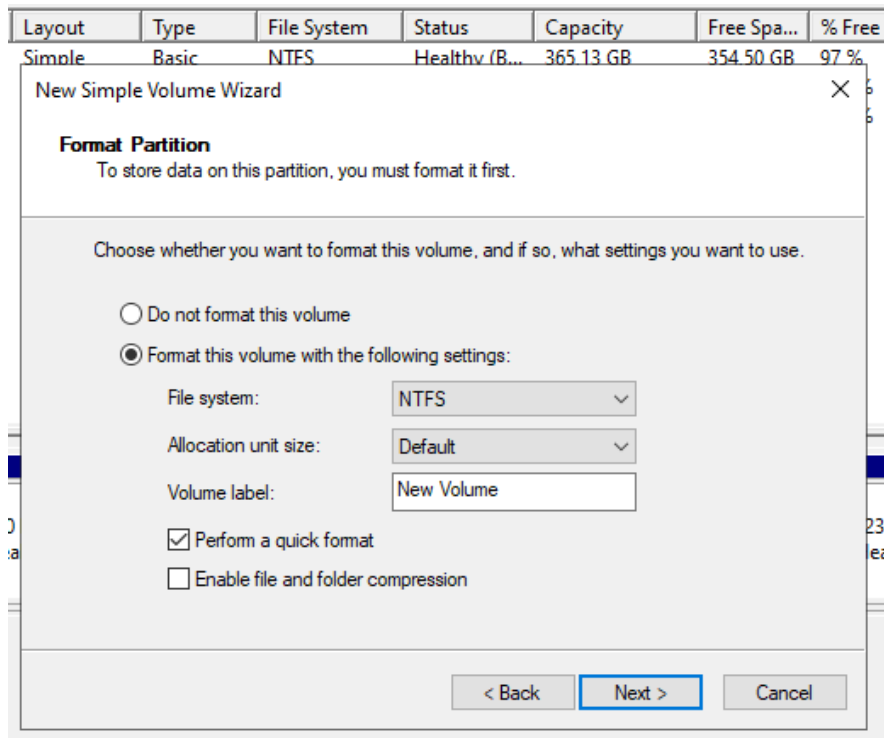 Layout Type File System Status Capacity Free Spa... % Free
Simple Basic NTFS Healthy (B... 365.13 GB 354.50 GB 97 %
New Simple Volume Wizard
Format Partition
To store data on this partition, you must format it first.
Choose whether you want to format this volume, and if so, what settings you want to use.
Do not format this volume
Format this volume with the following settings:
File system: NTFS
Allocation unit size: Default
Volume label: New Volume
Perform a quick format
Enable file and folder compression
< Back Next > Cancel